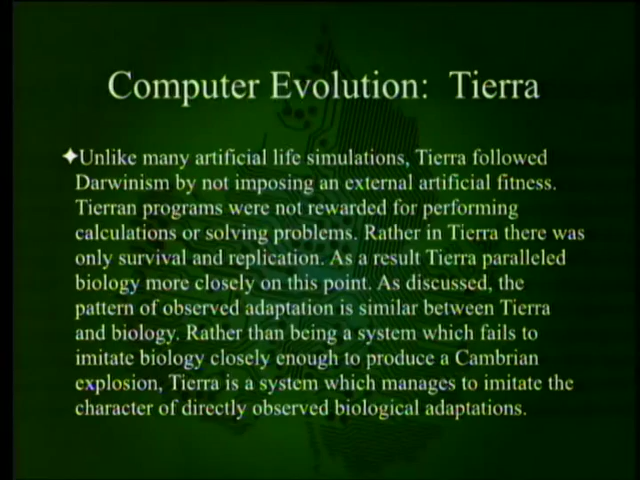 Computer Evolution: Tierra
✦Unlike many artificial life simulations, Tierra followed
Darwinism by not imposing an external artificial fitness.
Tierran programs were not rewarded for performing
calculations or solving problems. Rather in Tierra there was
only survival and replication. As a result Tierra paralleled
biology more closely on this point. As discussed, the
pattern of observed adaptation is similar between Tierra
and biology. Rather than being a system which fails to
imitate biology closely enough to produce a Cambrian
explosion, Tierra is a system which manages to imitate the
character of directly observed biological adaptations.